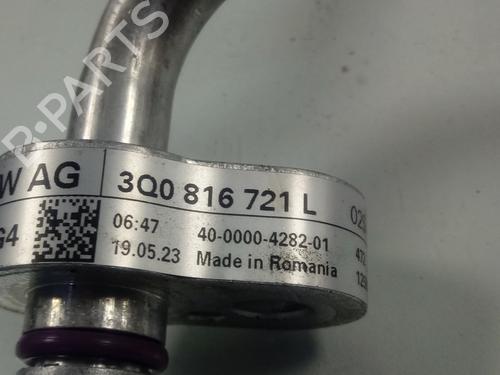 W AG
3Q0 816 721 L
06:47
40-0000-4282-01
19.05.23
Made in Romania
R-PARTS